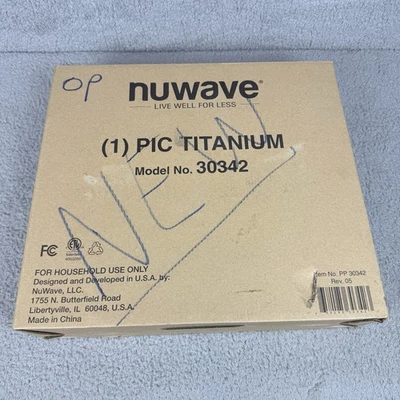 OP
nuwave®
LIVE WELL FOR LESS
(1) PIC TITANIUM
Model No. 30342
NEW
FC
FOR HOUSEHOLD USE ONLY
Designed and Developed in U.S.A. by:
NuWave, LLC.
1755 N. Butterfield Road
Libertyville, IL 60048, U.S.A.
Made in China
Item No. PP 30342
Rev. 05